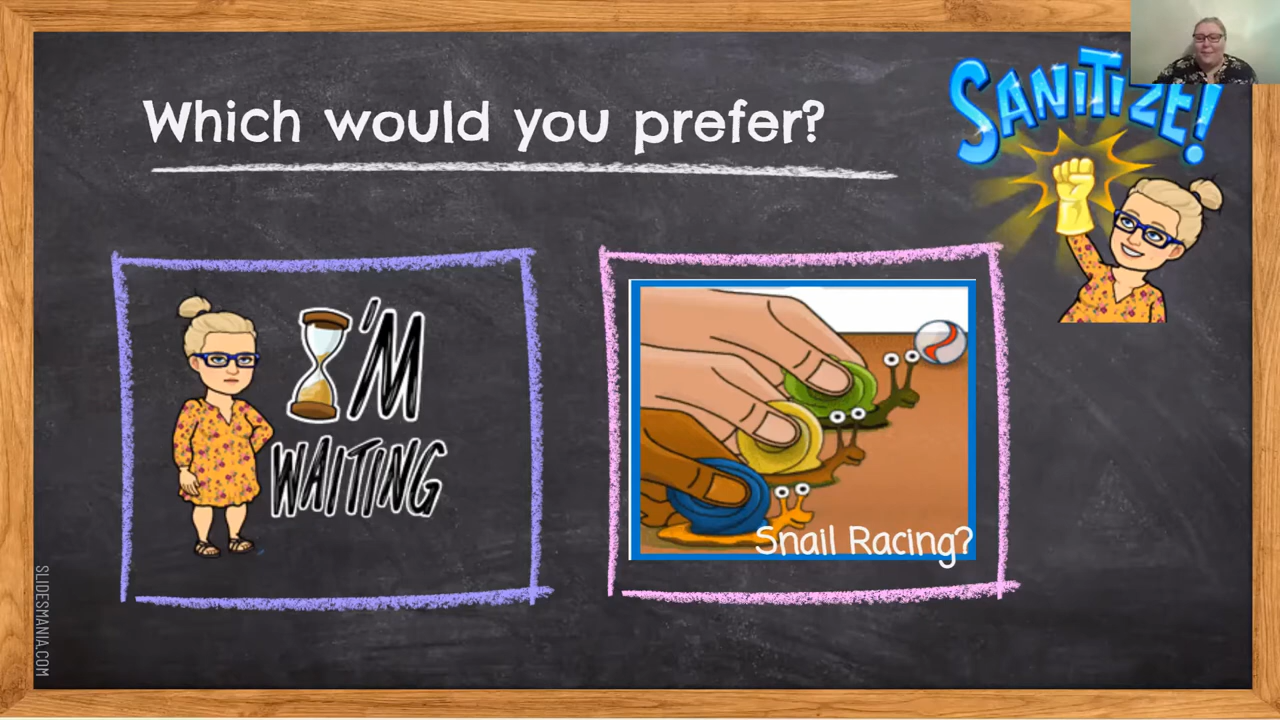 Which would you prefer?
SANITIZE!
I'M
WAITING
Snail Racing?
SLIDESMANIA.COM